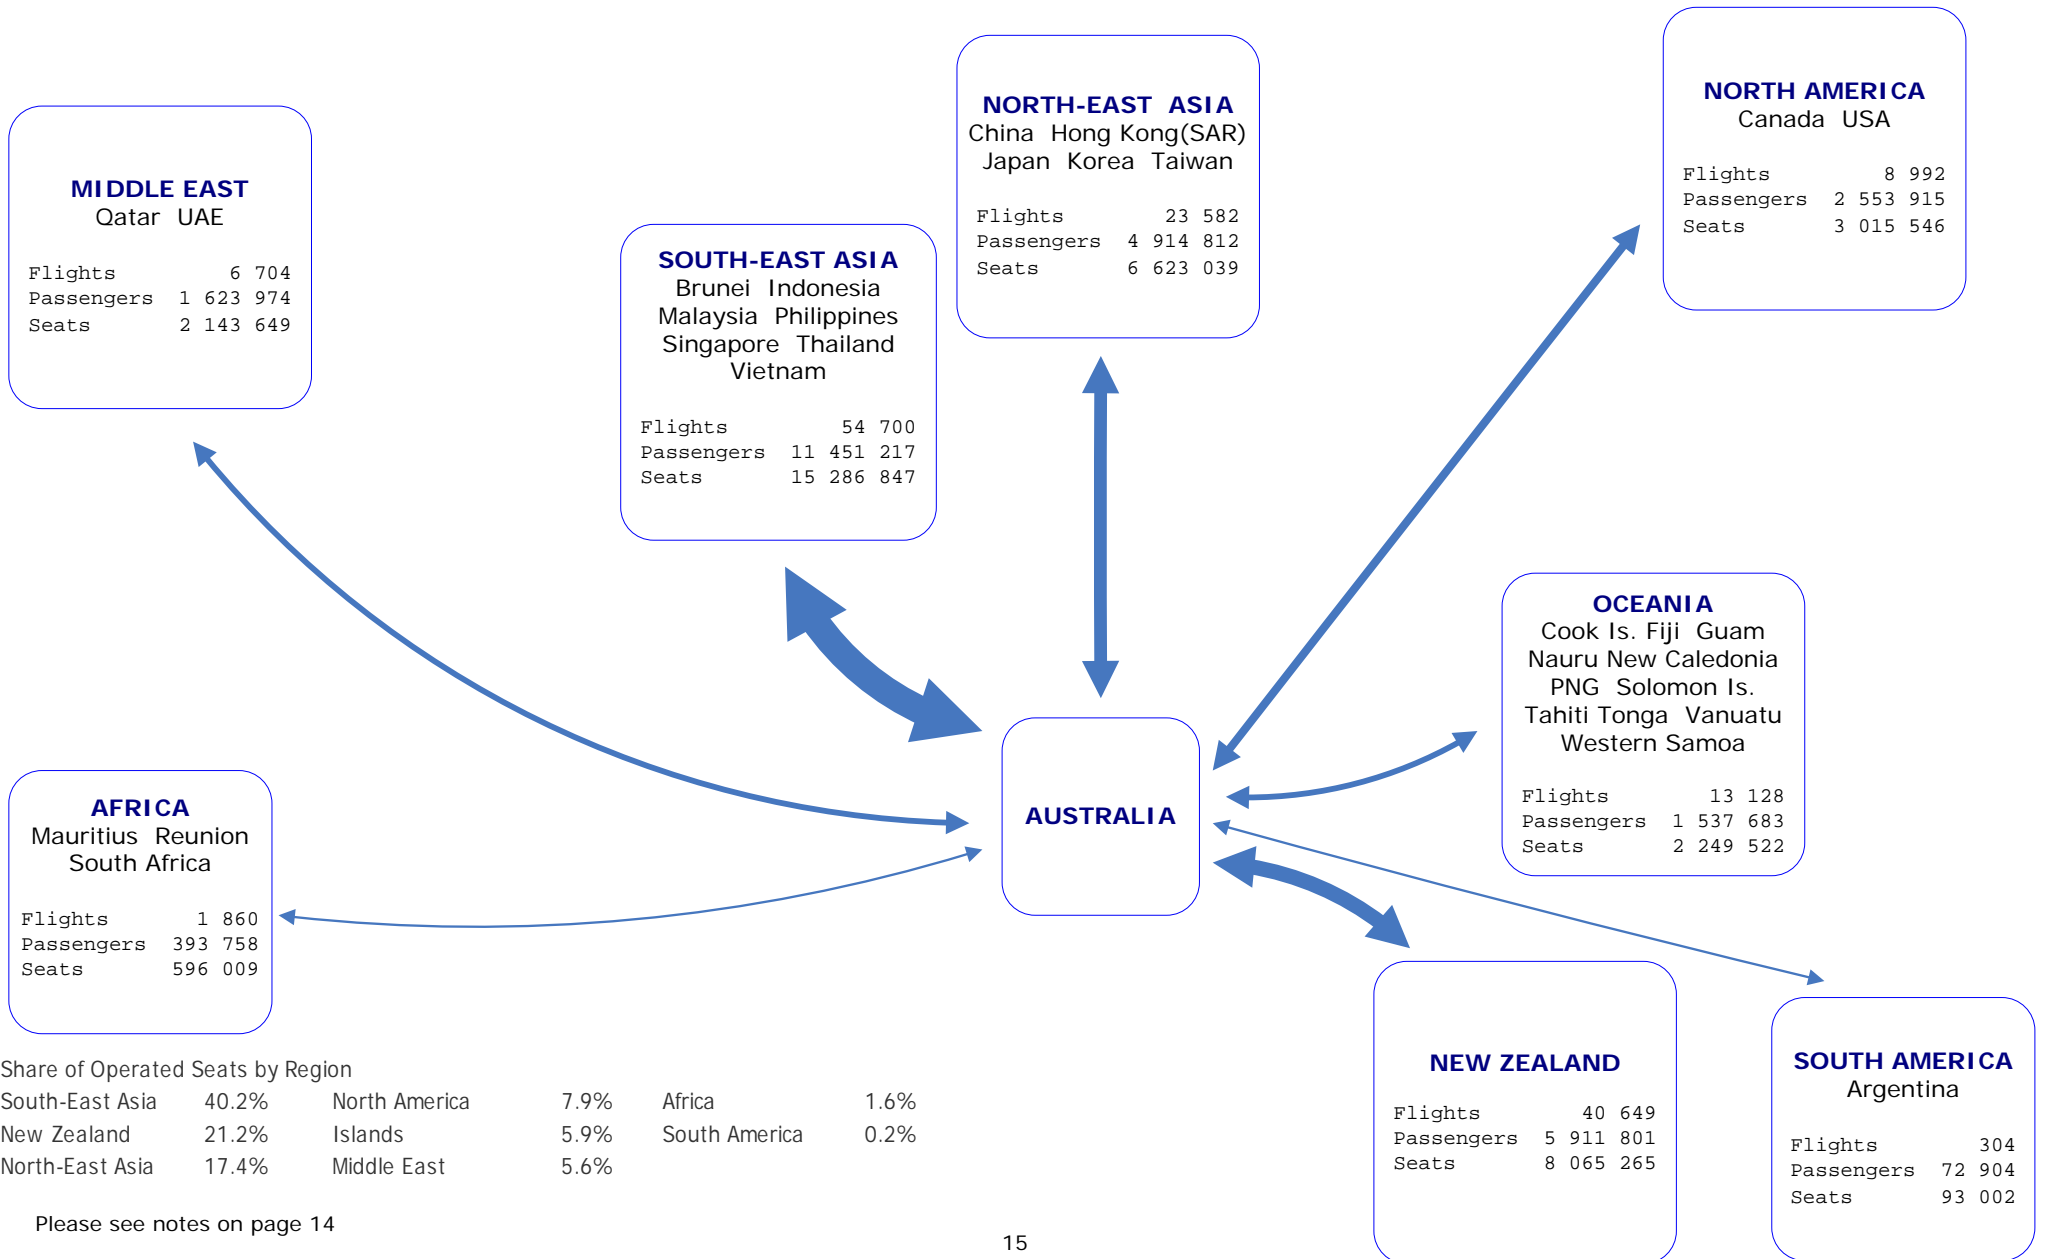 MIDDLE EAST
Qatar UAE
Flights 6 704
Passengers 1 623 974
Seats 2 143 649
SOUTH-EAST ASIA
Brunei Indonesia
Malaysia Philippines
Singapore Thailand
Vietnam
Flights 54 700
Passengers 11 451 217
Seats 15 286 847
NORTH-EAST ASIA
China Hong Kong(SAR)
Japan Korea Taiwan
Flights 23 582
Passengers 4 914 812
Seats 6 623 039
NORTH AMERICA
Canada USA
Flights 8 992
Passengers 2 553 915
Seats 3 015 546
OCEANIA
Cook Is. Fiji Guam
Nauru New Caledonia
PNG Solomon Is.
Tahiti Tonga Vanuatu
Western Samoa
Flights 13 128
Passengers 1 537 683
Seats 2 249 522
AUSTRALIA
AFRICA
Mauritius Reunion
South Africa
Flights 1 860
Passengers 393 758
Seats 596 009
NEW ZEALAND
Flights 40 649
Passengers 5 911 801
Seats 8 065 265
SOUTH AMERICA
Argentina
Flights 304
Passengers 72 904
Seats 93 002
Share of Operated Seats by Region
South-East Asia 40.2% North America 7.9% Africa 1.6%
New Zealand 21.2% Islands 5.9% South America 0.2%
North-East Asia 17.4% Middle East 5.6%
Please see notes on page 14
15